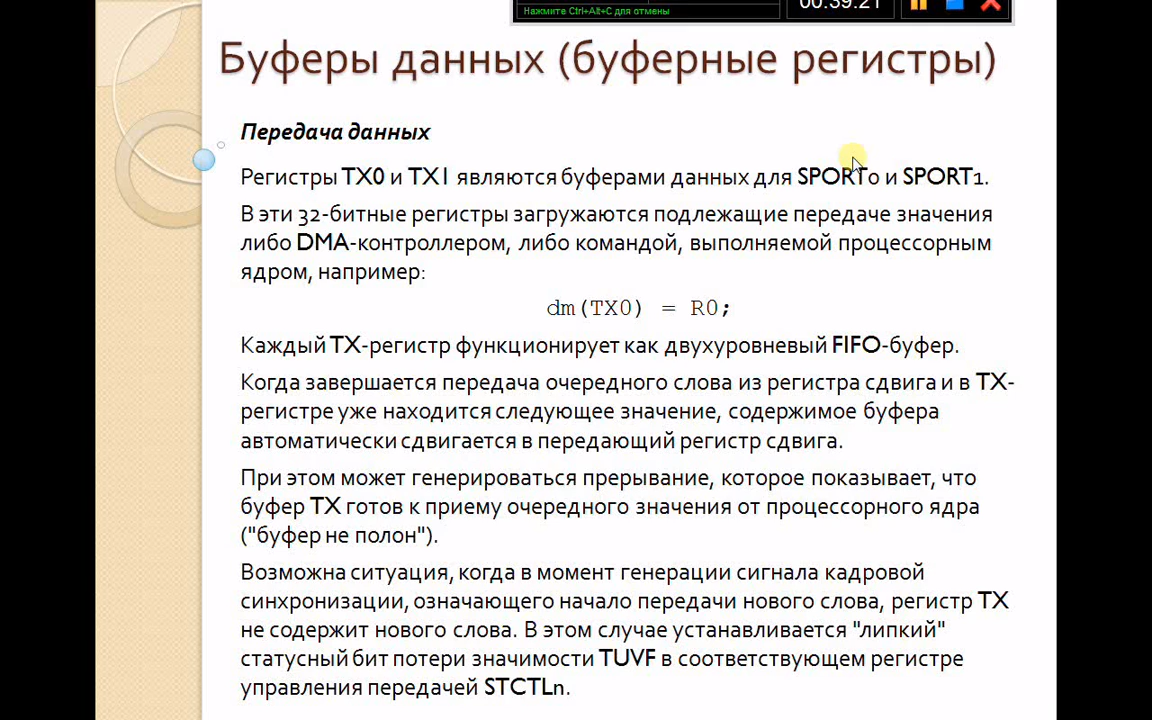 Нажмите Ctrl+Alt+C для отмены
00:39:21
Буферы данных (буферные регистры)
Передача данных
Регистры TX0 и TX1 являются буферами данных для SPORT0 и SPORT1.
В эти 32-битные регистры загружаются подлежащие передаче значения
либо DMA-контроллером, либо командой, выполняемой процессорным
ядром, например:
dm(TX0) = R0;
Каждый TX-регистр функционирует как двухуровневый FIFO-буфер.
Когда завершается передача очередного слова из регистра сдвига и в TX-
регистре уже находится следующее значение, содержимое буфера
автоматически сдвигается в передающий регистр сдвига.
При этом может генерироваться прерывание, которое показывает, что
буфер TX готов к приему очередного значения от процессорного ядра
("буфер не полон").
Возможна ситуация, когда в момент генерации сигнала кадровой
синхронизации, означающего начало передачи нового слова, регистр TX
не содержит нового слова. В этом случае устанавливается "липкий"
статусный бит потери значимости TUVF в соответствующем регистре
управления передачей STCTLn.